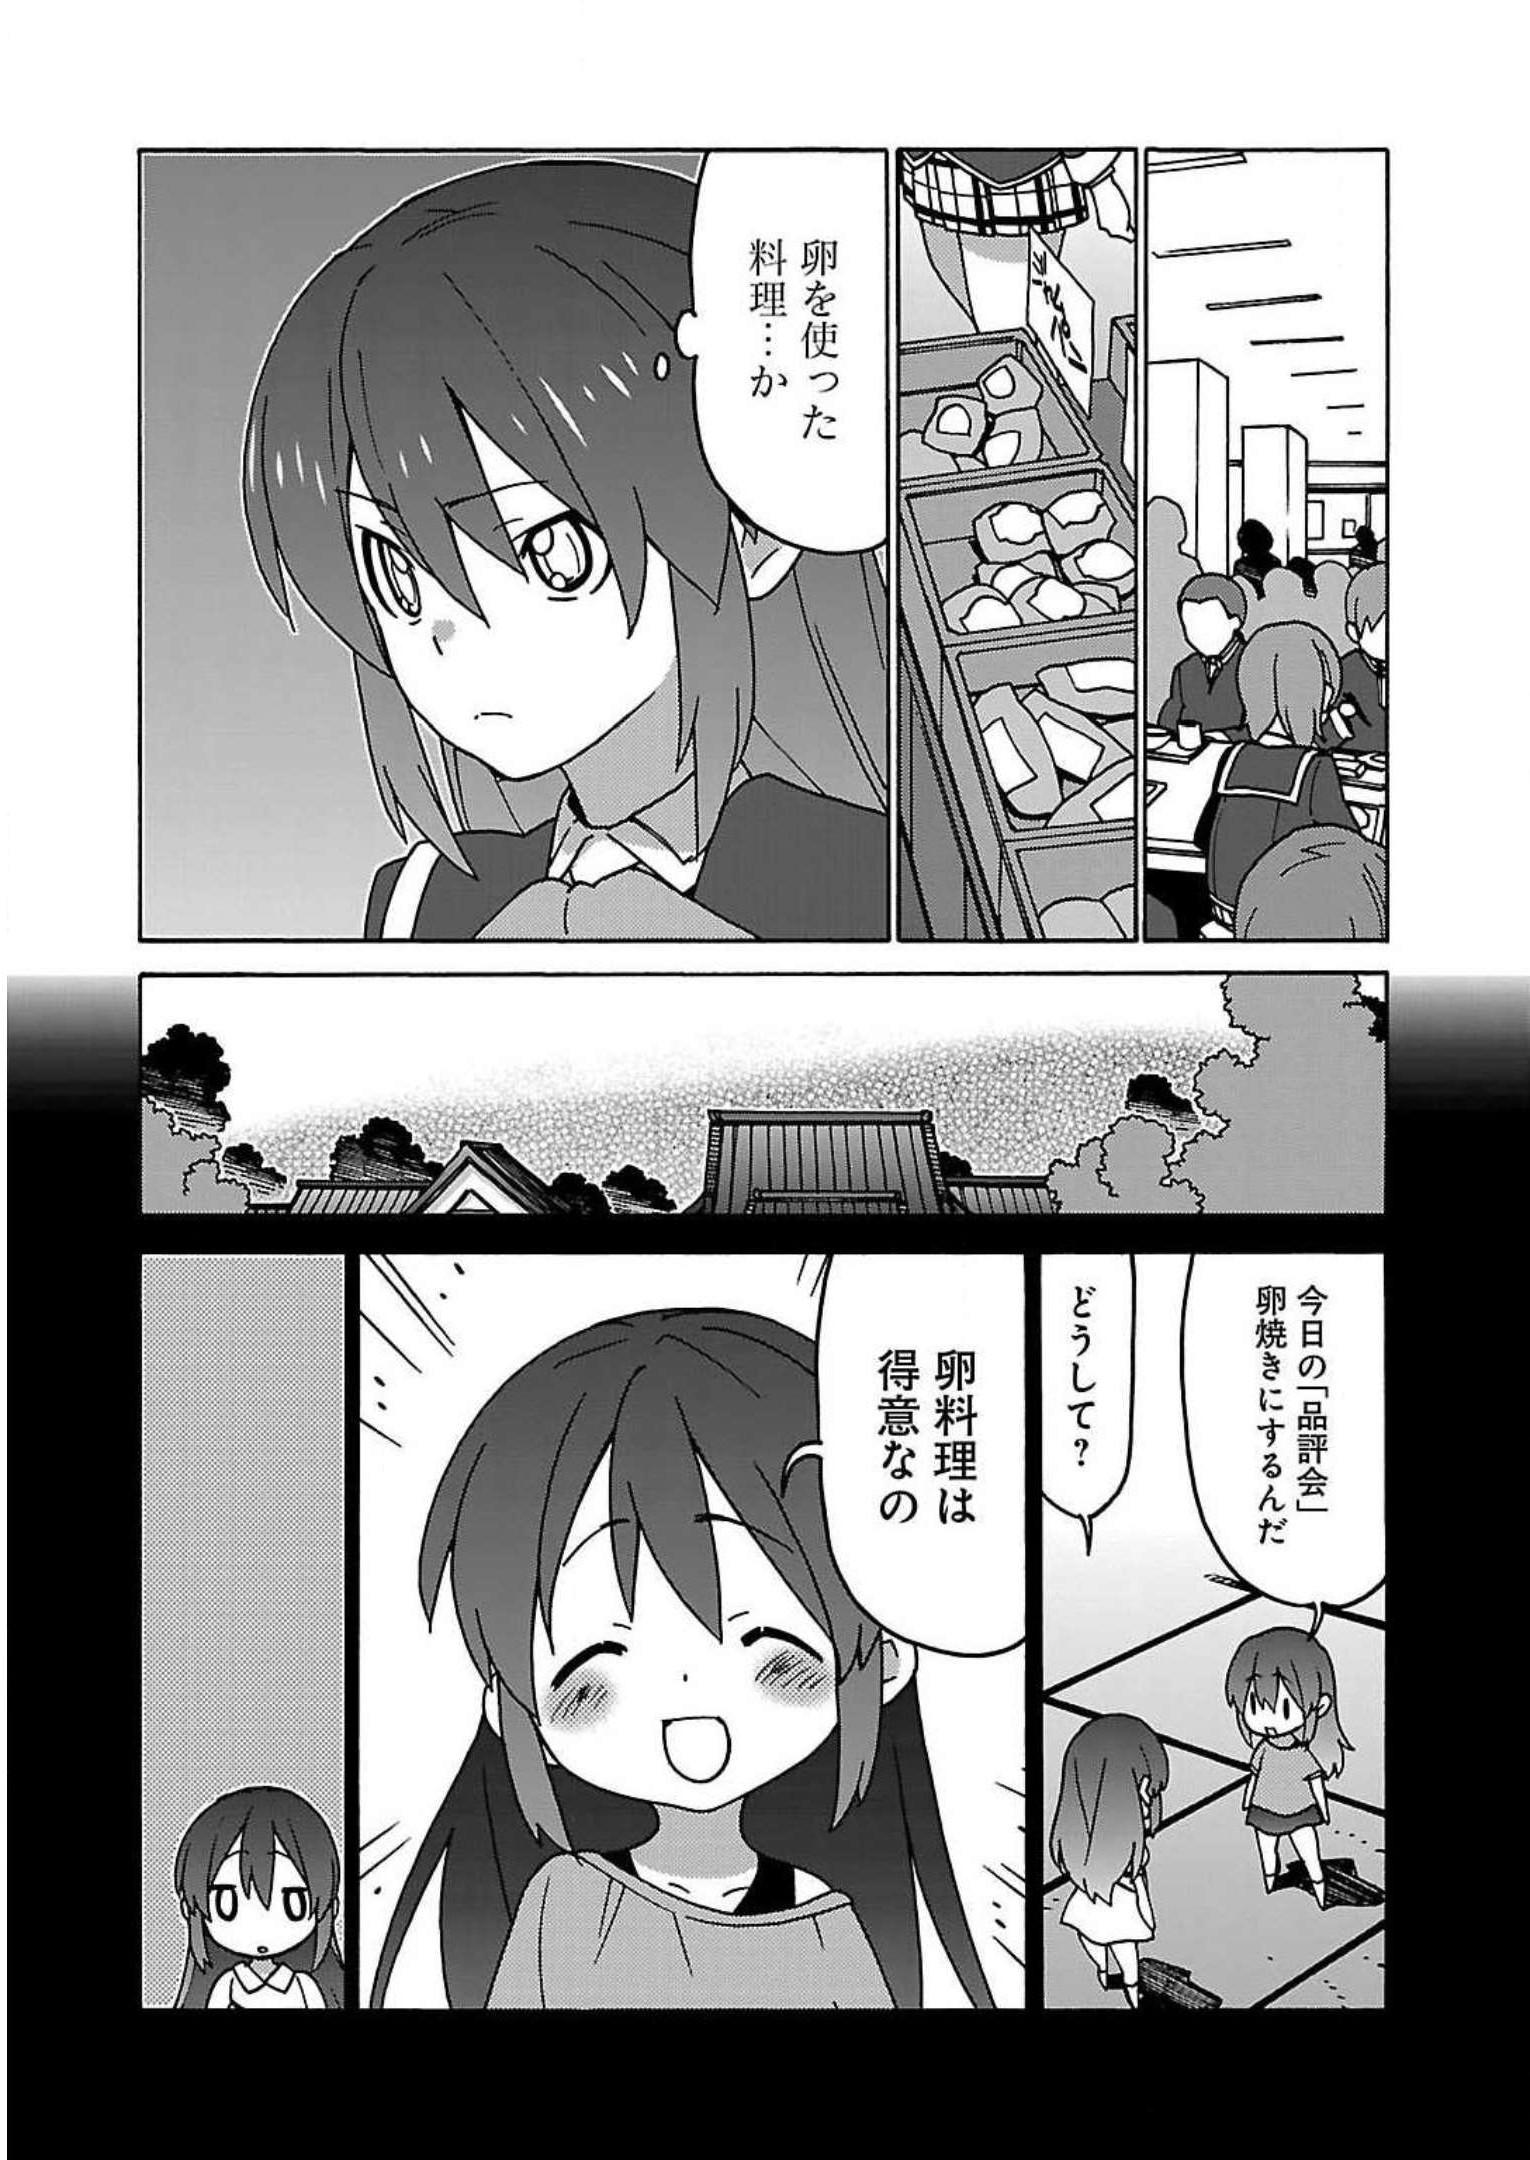 卵を使った
料理…か
今日の「品評会」
卵焼きにするんだ
どうして?
卵料理は
得意なの